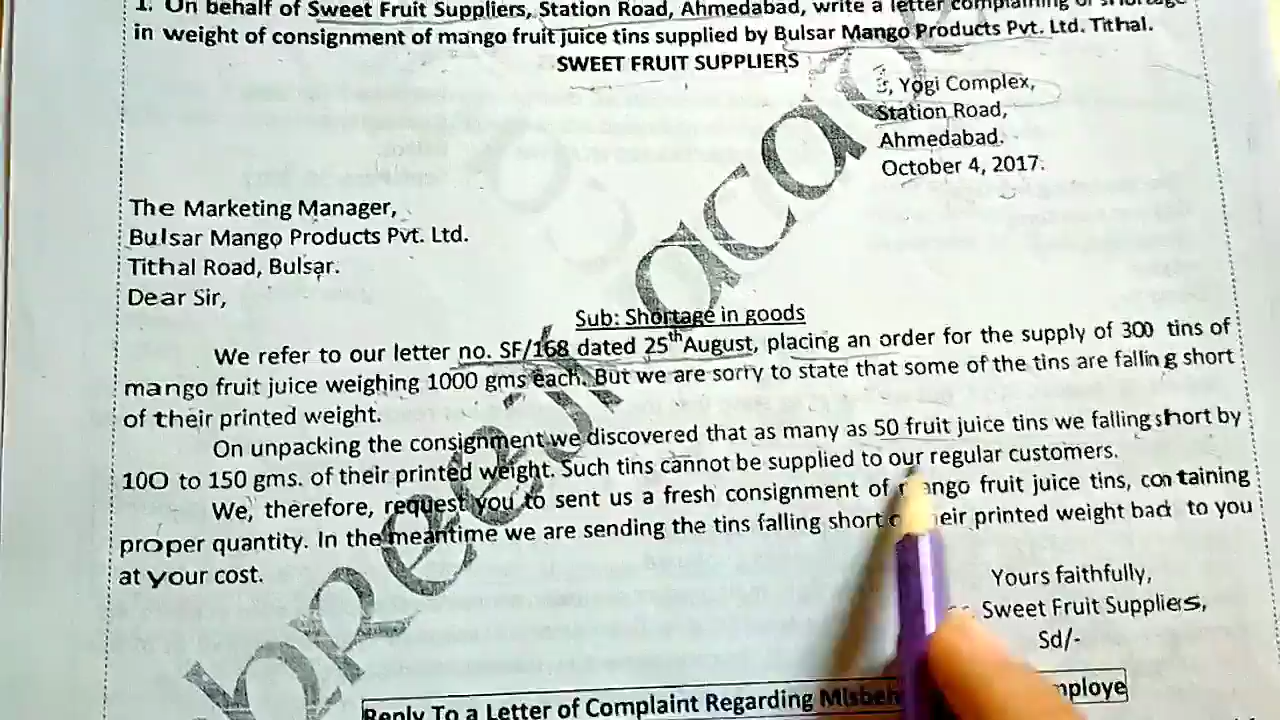 1. On behalf of Sweet Fruit Suppliers, Station Road, Ahmedabad, write a letter complaining of shortage
in weight of consignment of mango fruit juice tins supplied by Bulsar Mango Products Pvt. Ltd. Tithal.
SWEET FRUIT SUPPLIERS
, Yogi Complex,
Station Road,
Ahmedabad.
October 4, 2017.
The Marketing Manager,
Bulsar Mango Products Pvt. Ltd.
Tithal Road, Bulsar.
Dear Sir,
Sub: Shortage in goods
We refer to our letter no. SF/168 dated 25th August, placing an order for the supply of 300 tins of
mango fruit juice weighing 1000 gms each. But we are sorry to state that some of the tins are falling short
of their printed weight.
On unpacking the consignment we discovered that as many as 50 fruit juice tins we falling short by
100 to 150 gms. of their printed weight. Such tins cannot be supplied to our regular customers.
We, therefore, request you to sent us a fresh consignment of mango fruit juice tins, containing
proper quantity. In the meantime we are sending the tins falling short their printed weight back to you
at your cost.
Yours faithfully,
Sweet Fruit Suppliers,
Sd/-
Reply To a Letter of Complaint Regarding